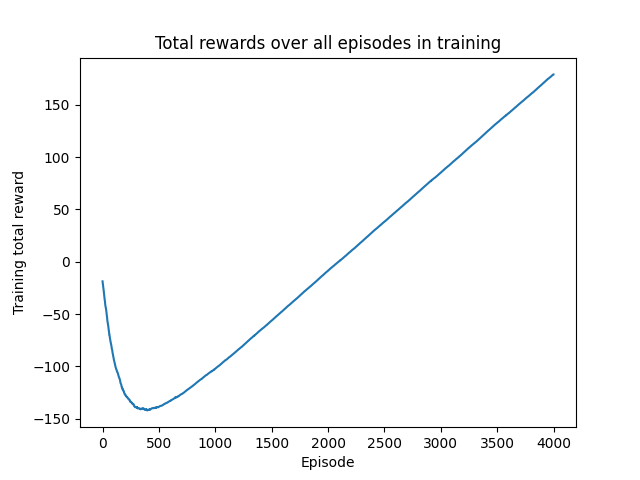 Total rewards over all episodes in training
Training total reward
150
100
50
0
−50
−100
−150
0 500 1000 1500 2000 2500 3000 3500 4000
Episode